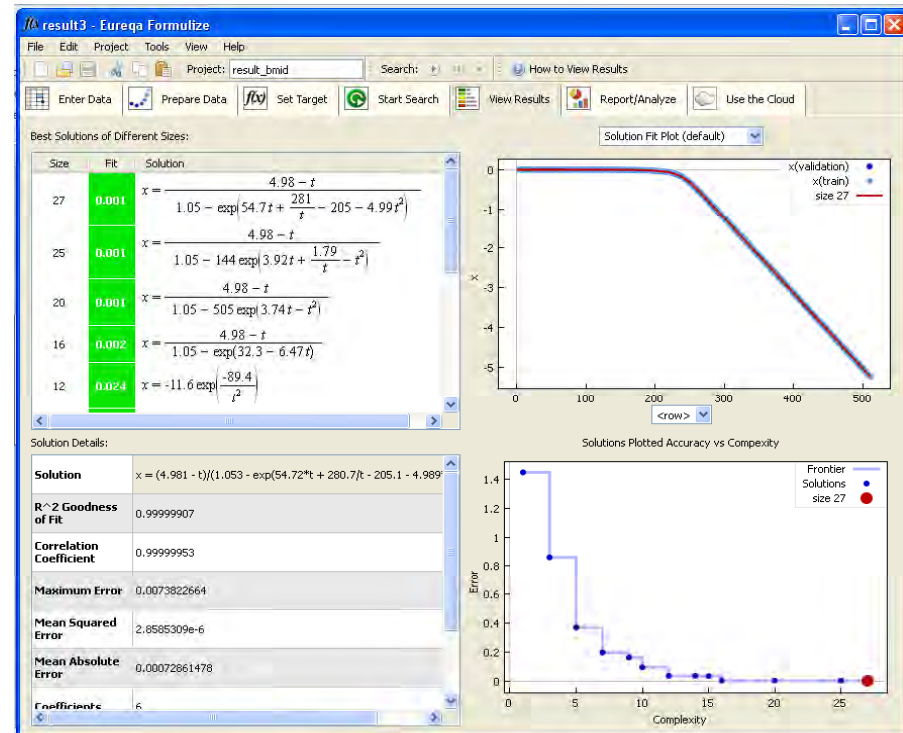 result3 - Eureqa Formulize
File Edit Project Tools View Help
Project: result_bmid Search: How to View Results
Enter Data Prepare Data f(x) Set Target Start Search View Results Report/Analyze Use the Cloud
Best Solutions of Different Sizes:
Size Fit Solution
27 0.001 x = (4.98 − t) / (1.05 − exp(54.7 t + 281/t − 205 − 4.99 t²))
25 0.001 x = (4.98 − t) / (1.05 − 144 exp(3.92 t + 1.79/t − t²))
20 0.001 x = (4.98 − t) / (1.05 − 505 exp(3.74 t − t²))
16 0.002 x = (4.98 − t) / (1.05 − exp(32.3 − 6.47 t))
12 0.024 x = -11.6 exp(-89.4/t²)
Solution Fit Plot (default)
x(validation)
x(train)
size 27
0
-1
-2
-3
-4
-5
x
0 100 200 300 400 500
<row>
Solution Details:
Solution x = (4.981 - t)/(1.053 - exp(54.72*t + 280.7/t - 205.1 - 4.989*
R^2 Goodness of Fit 0.99999907
Correlation Coefficient 0.99999953
Maximum Error 0.0073822664
Mean Squared Error 2.8585309e-6
Mean Absolute Error 0.00072861478
Coefficients 6
Solutions Plotted Accuracy vs Compexity
Frontier
Solutions
size 27
1.4
1.2
1
0.8
0.6
0.4
0.2
0
Error
0 5 10 15 20 25
Complexity